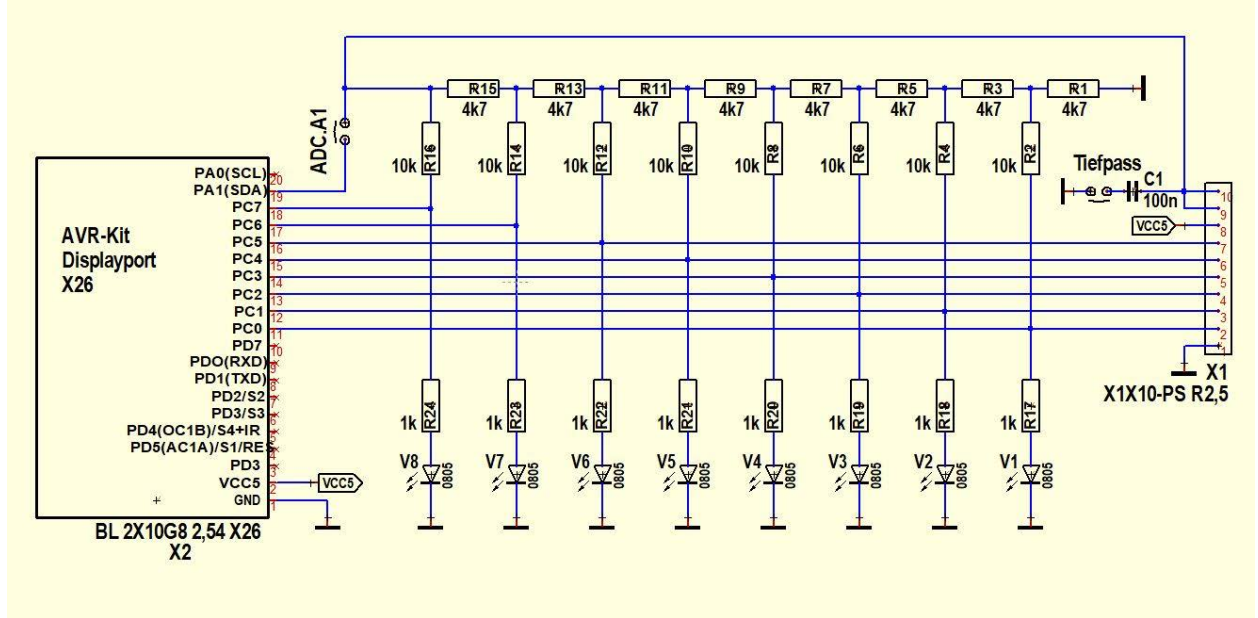 R15
R13
R11
R9
R7
R5
R3
R1
4k7
4k7
4k7
4k7
4k7
4k7
4k7
4k7
ADC.A1
10k
R16
10k
R14
10k
R12
10k
R10
10k
R8
10k
R6
10k
R4
10k
R2
Tiefpass
C1
100n
VCC5
10
9
8
7
6
5
4
3
2
1
X1
X1X10-PS R2,5
AVR-Kit
Displayport
X26
PA0(SCL)
20
PA1(SDA)
19
PC7
18
PC6
17
PC5
16
PC4
15
PC3
14
PC2
13
PC1
12
PC0
11
PD7
10
PDO(RXD)
9
PD1(TXD)
8
PD2/S2
7
PD3/S3
6
PD4(OC1B)/S4+IR
5
PD5(AC1A)/S1/RES
4
PD3
3
VCC5
2
VCC5
GND
1
BL 2X10G8 2,54 X26
X2
1k
R24
1k
R23
1k
R22
1k
R21
1k
R20
1k
R19
1k
R18
1k
R17
V8
0805
V7
0805
V6
0805
V5
0805
V4
0805
V3
0805
V2
0805
V1
0805